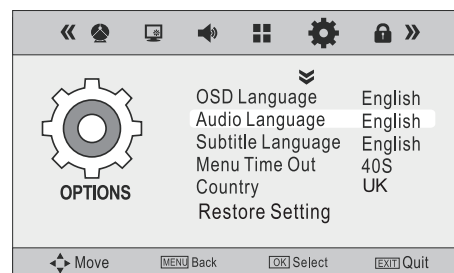 OSD Language English
Audio Language English
Subtitle Language English
Menu Time Out 40S
Country UK
Restore Setting
OPTIONS
Move MENU Back OK Select EXIT Quit